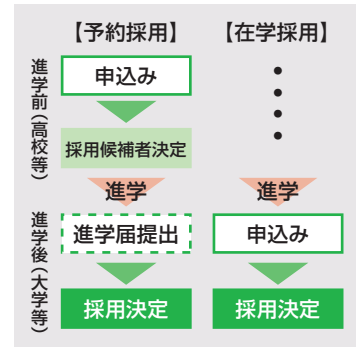 【予約採用】
【在学採用】
進学前(高校等)
申込み
採用候補者決定
進学
進学
進学後(大学等)
進学届提出
申込み
採用決定
採用決定